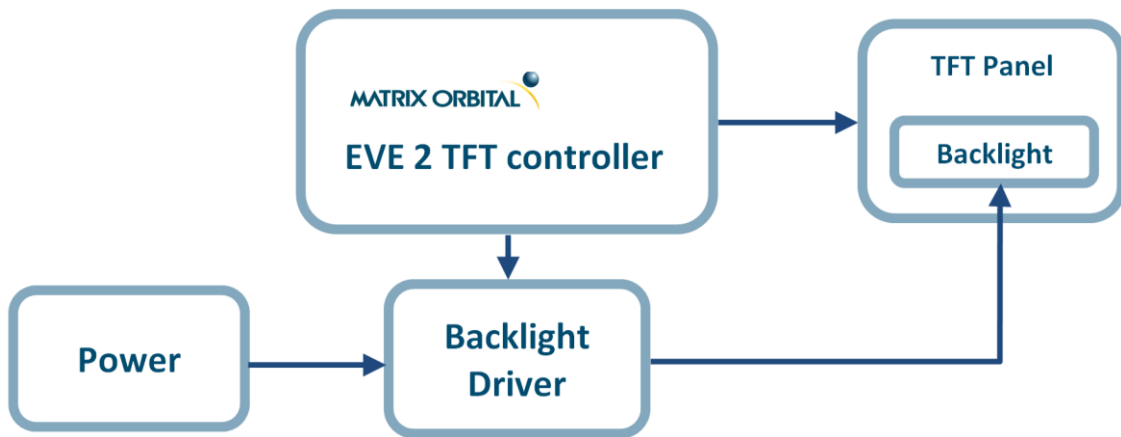 MATRIX ORBITAL
EVE 2 TFT controller
TFT Panel
Backlight
Power
Backlight
Driver